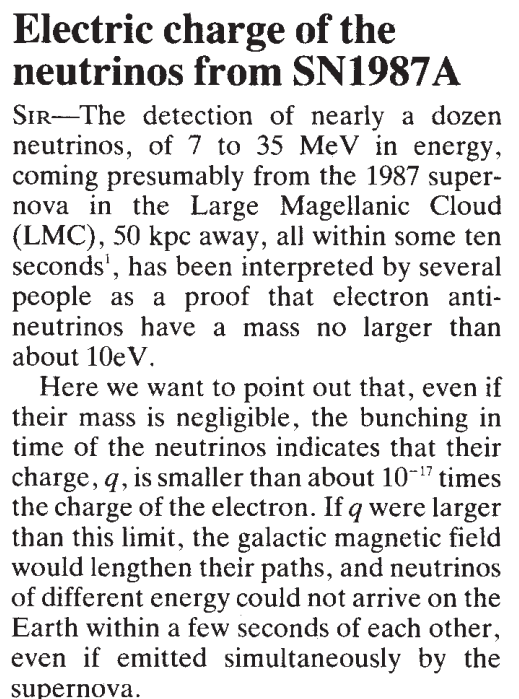 Electric charge of the
neutrinos from SN1987A
SIR—The detection of nearly a dozen
neutrinos, of 7 to 35 MeV in energy,
coming presumably from the 1987 super-
nova in the Large Magellanic Cloud
(LMC), 50 kpc away, all within some ten
seconds¹, has been interpreted by several
people as a proof that electron anti-
neutrinos have a mass no larger than
about 10eV.
Here we want to point out that, even if
their mass is negligible, the bunching in
time of the neutrinos indicates that their
charge, q, is smaller than about 10⁻¹⁷ times
the charge of the electron. If q were larger
than this limit, the galactic magnetic field
would lengthen their paths, and neutrinos
of different energy could not arrive on the
Earth within a few seconds of each other,
even if emitted simultaneously by the
supernova.